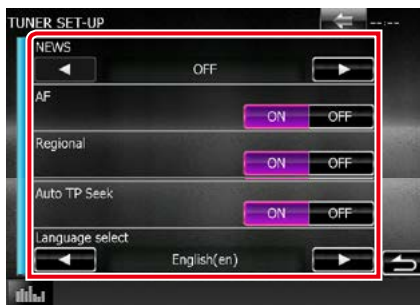 TUNER SET-UP --:--
NEWS
OFF
AF
ON OFF
Regional
ON OFF
Auto TP Seek
ON OFF
Language select
English(en)